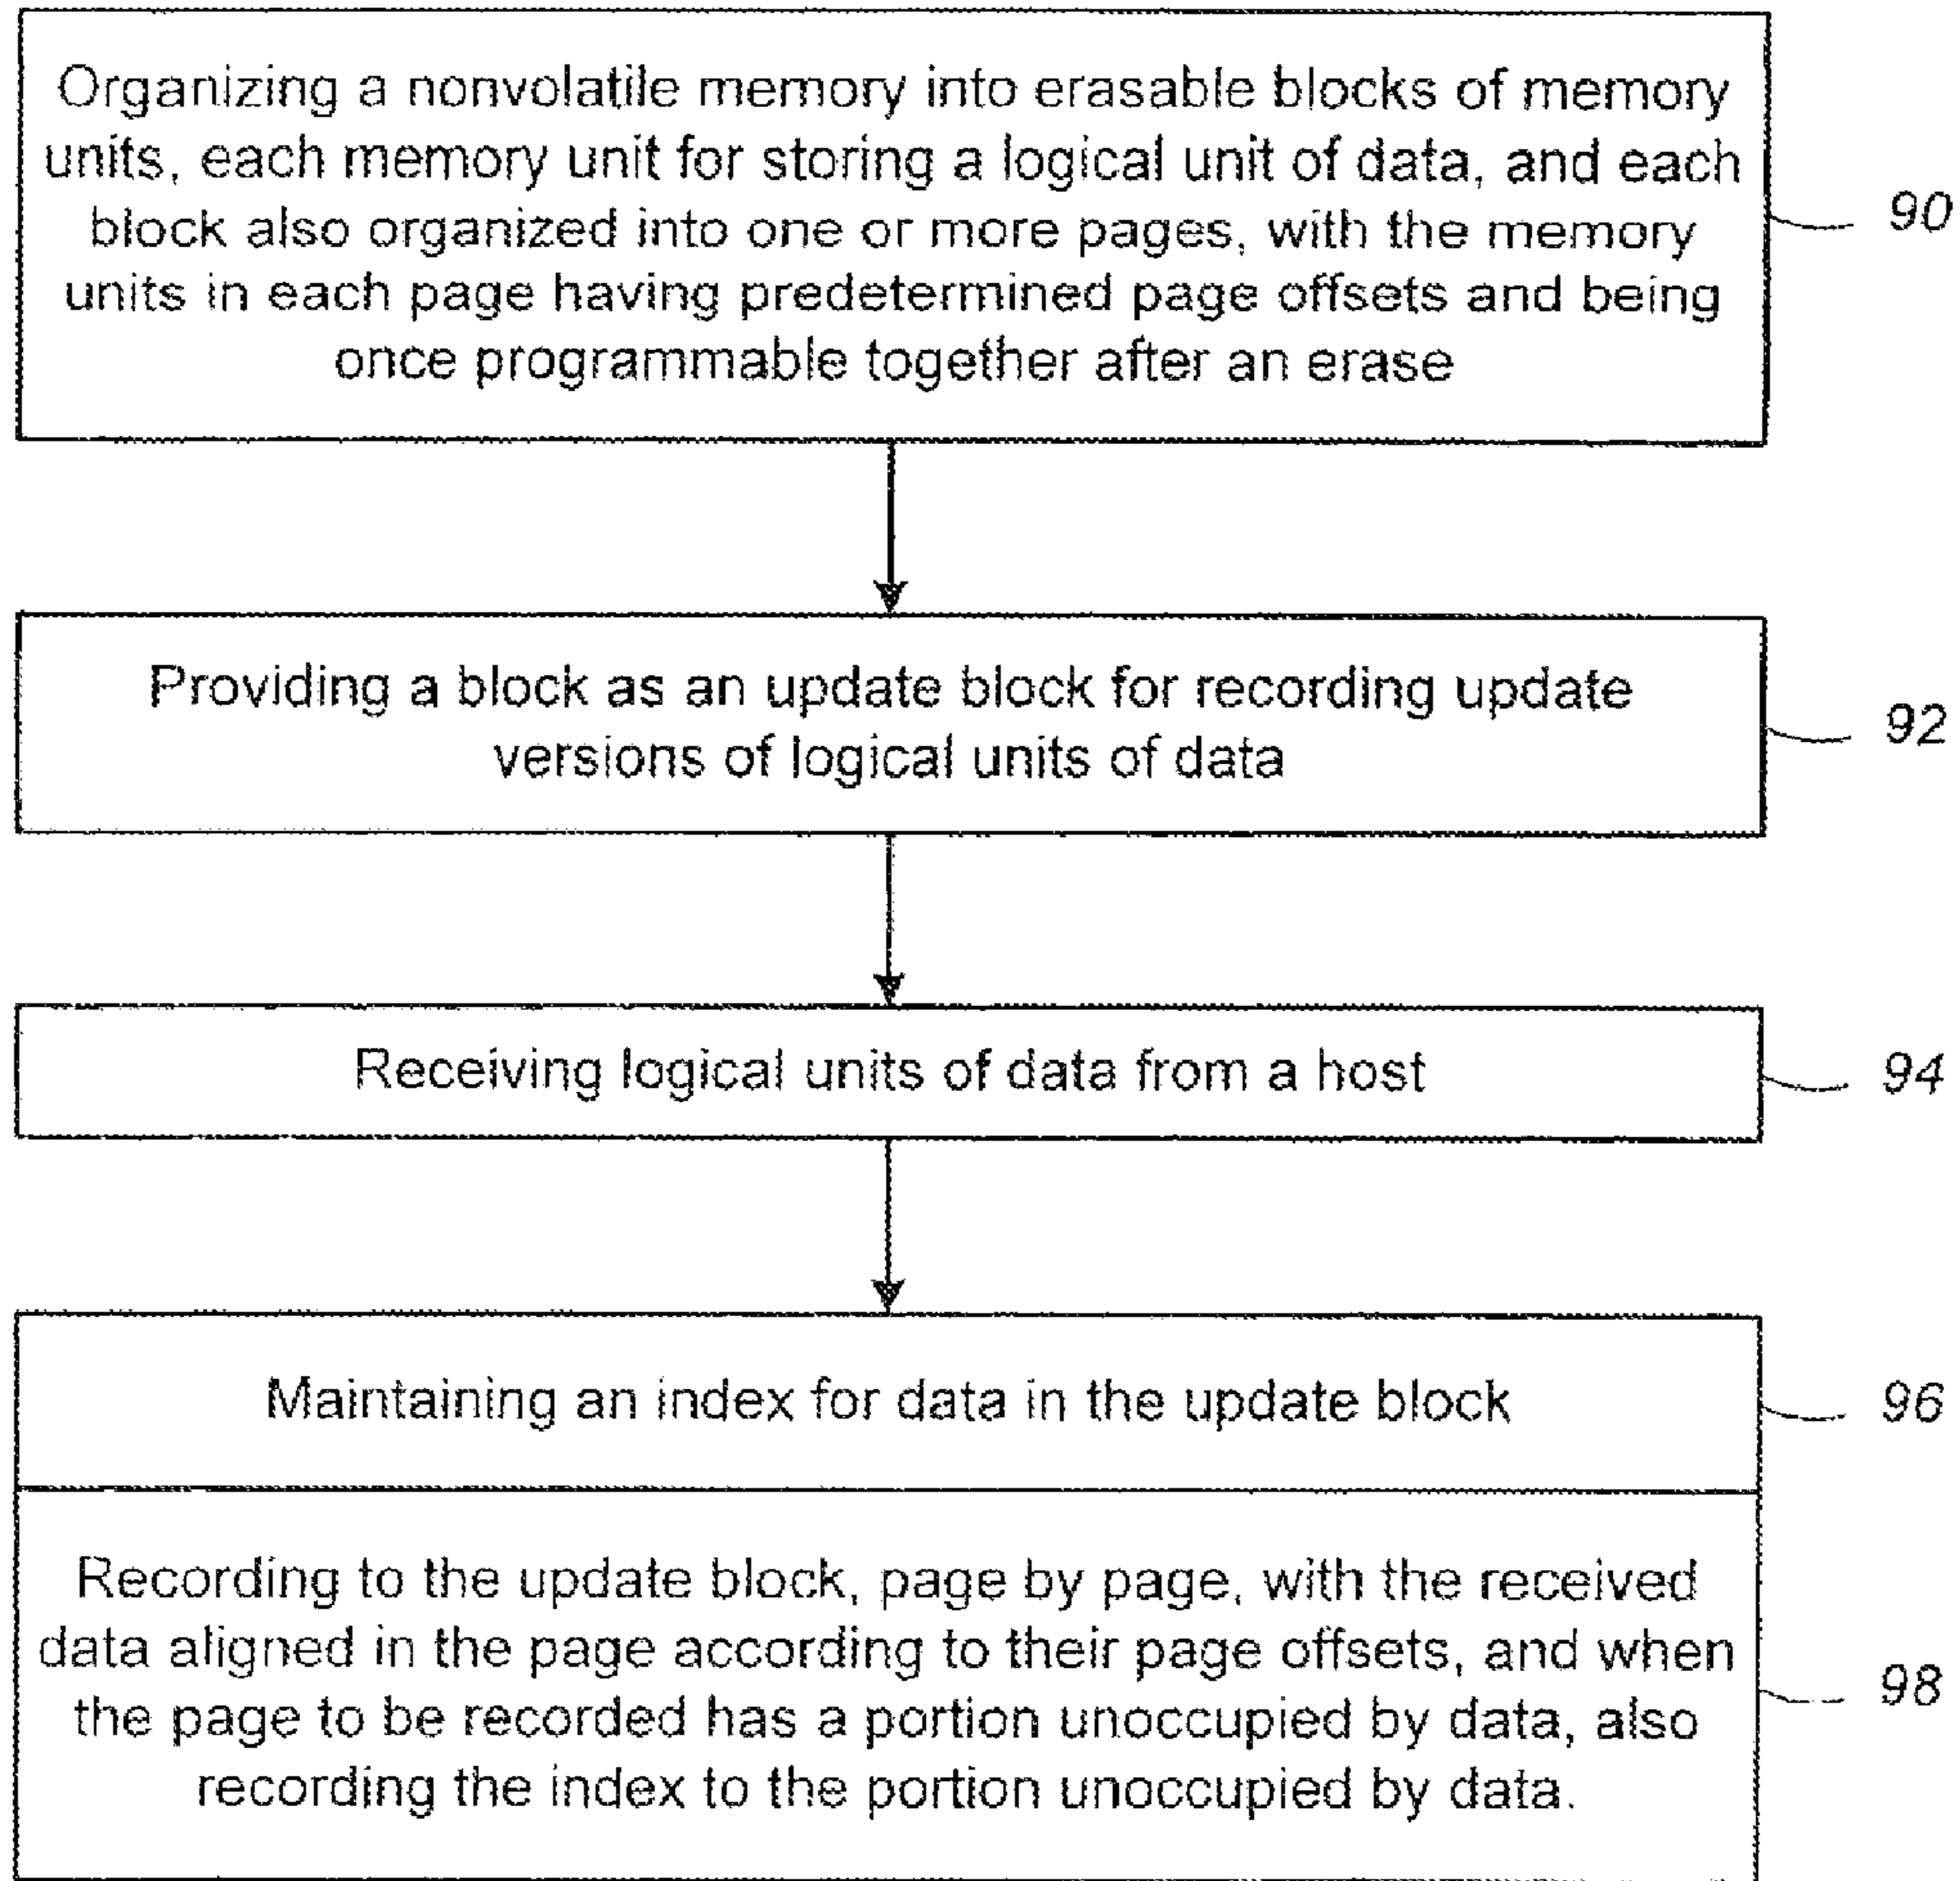 Organizing a nonvolatile memory into erasable blocks of memory
units, each memory unit for storing a logical unit of data, and each
block also organized into one or more pages, with the memory
units in each page having predetermined page offsets and being
once programmable together after an erase
90
Providing a block as an update block for recording update
versions of logical units of data
92
Receiving logical units of data from a host
94
Maintaining an index for data in the update block
96
Recording to the update block, page by page, with the received
data aligned in the page according to their page offsets, and when
the page to be recorded has a portion unoccupied by data, also
recording the index to the portion unoccupied by data.
98